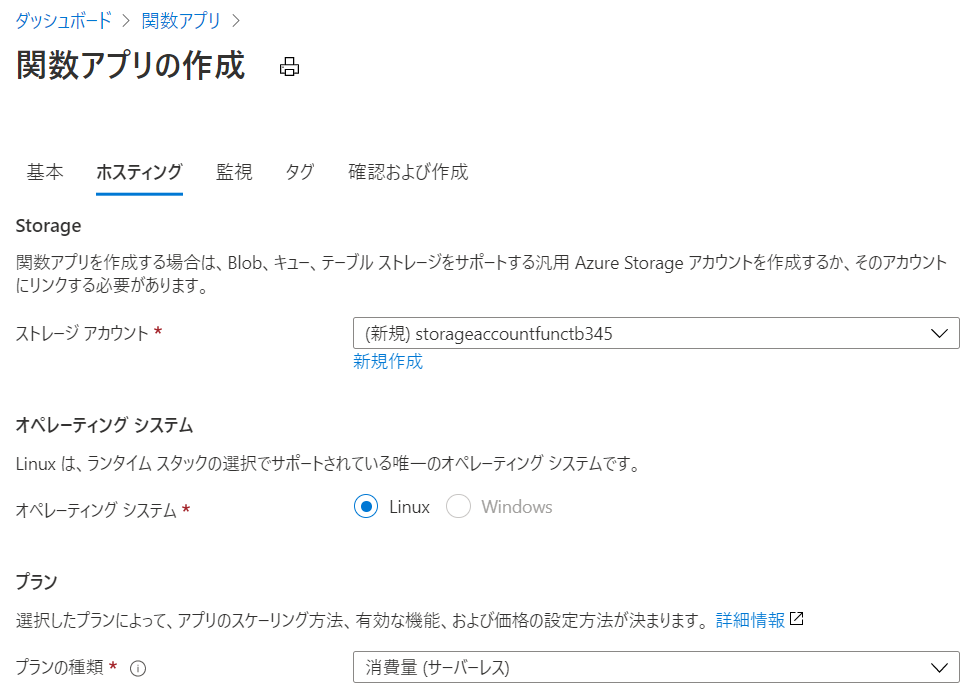 ダッシュボード > 関数アプリ >
関数アプリの作成
基本 ホスティング 監視 タグ 確認および作成
Storage
関数アプリを作成する場合は、Blob、キュー、テーブル ストレージをサポートする汎用 Azure Storage アカウントを作成するか、そのアカウント
にリンクする必要があります。
ストレージ アカウント * (新規) storageaccountfunctb345
新規作成
オペレーティング システム
Linux は、ランタイム スタックの選択でサポートされている唯一のオペレーティング システムです。
オペレーティング システム * Linux Windows
プラン
選択したプランによって、アプリのスケーリング方法、有効な機能、および価格の設定方法が決まります。 詳細情報
プランの種類 * 消費量 (サーバーレス)